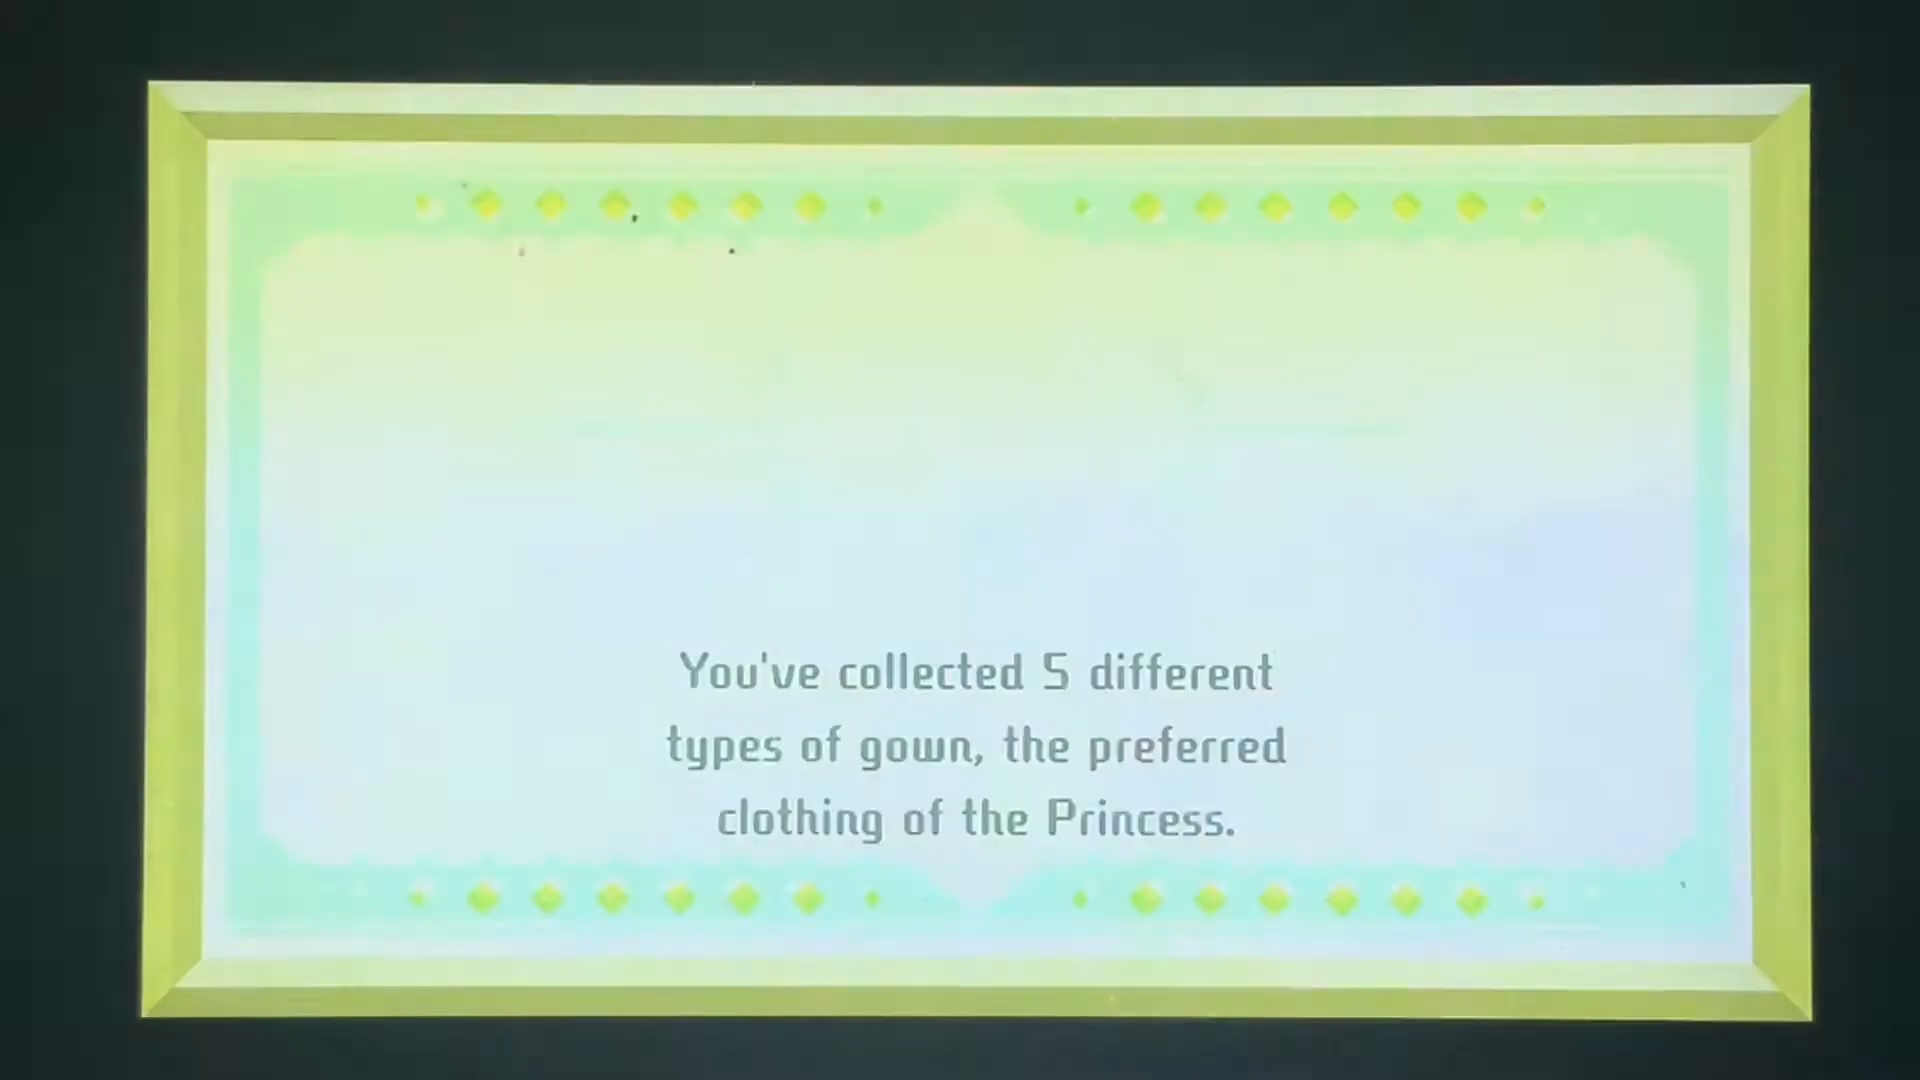 You've collected 5 different
types of gown, the preferred
clothing of the Princess.